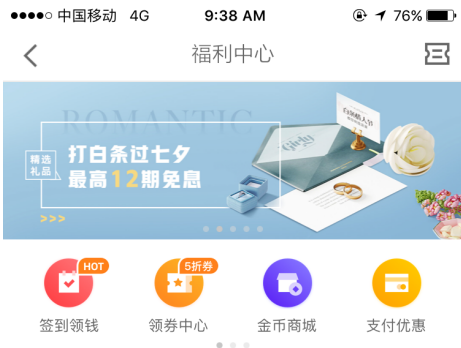 中国移动 4G 9:38 AM 76%
福利中心
ROMANTIC
精选
礼品
打白条过七夕
最高12期免息
>>>
HOT
5折券
签到领钱 领券中心 金币商城 支付优惠